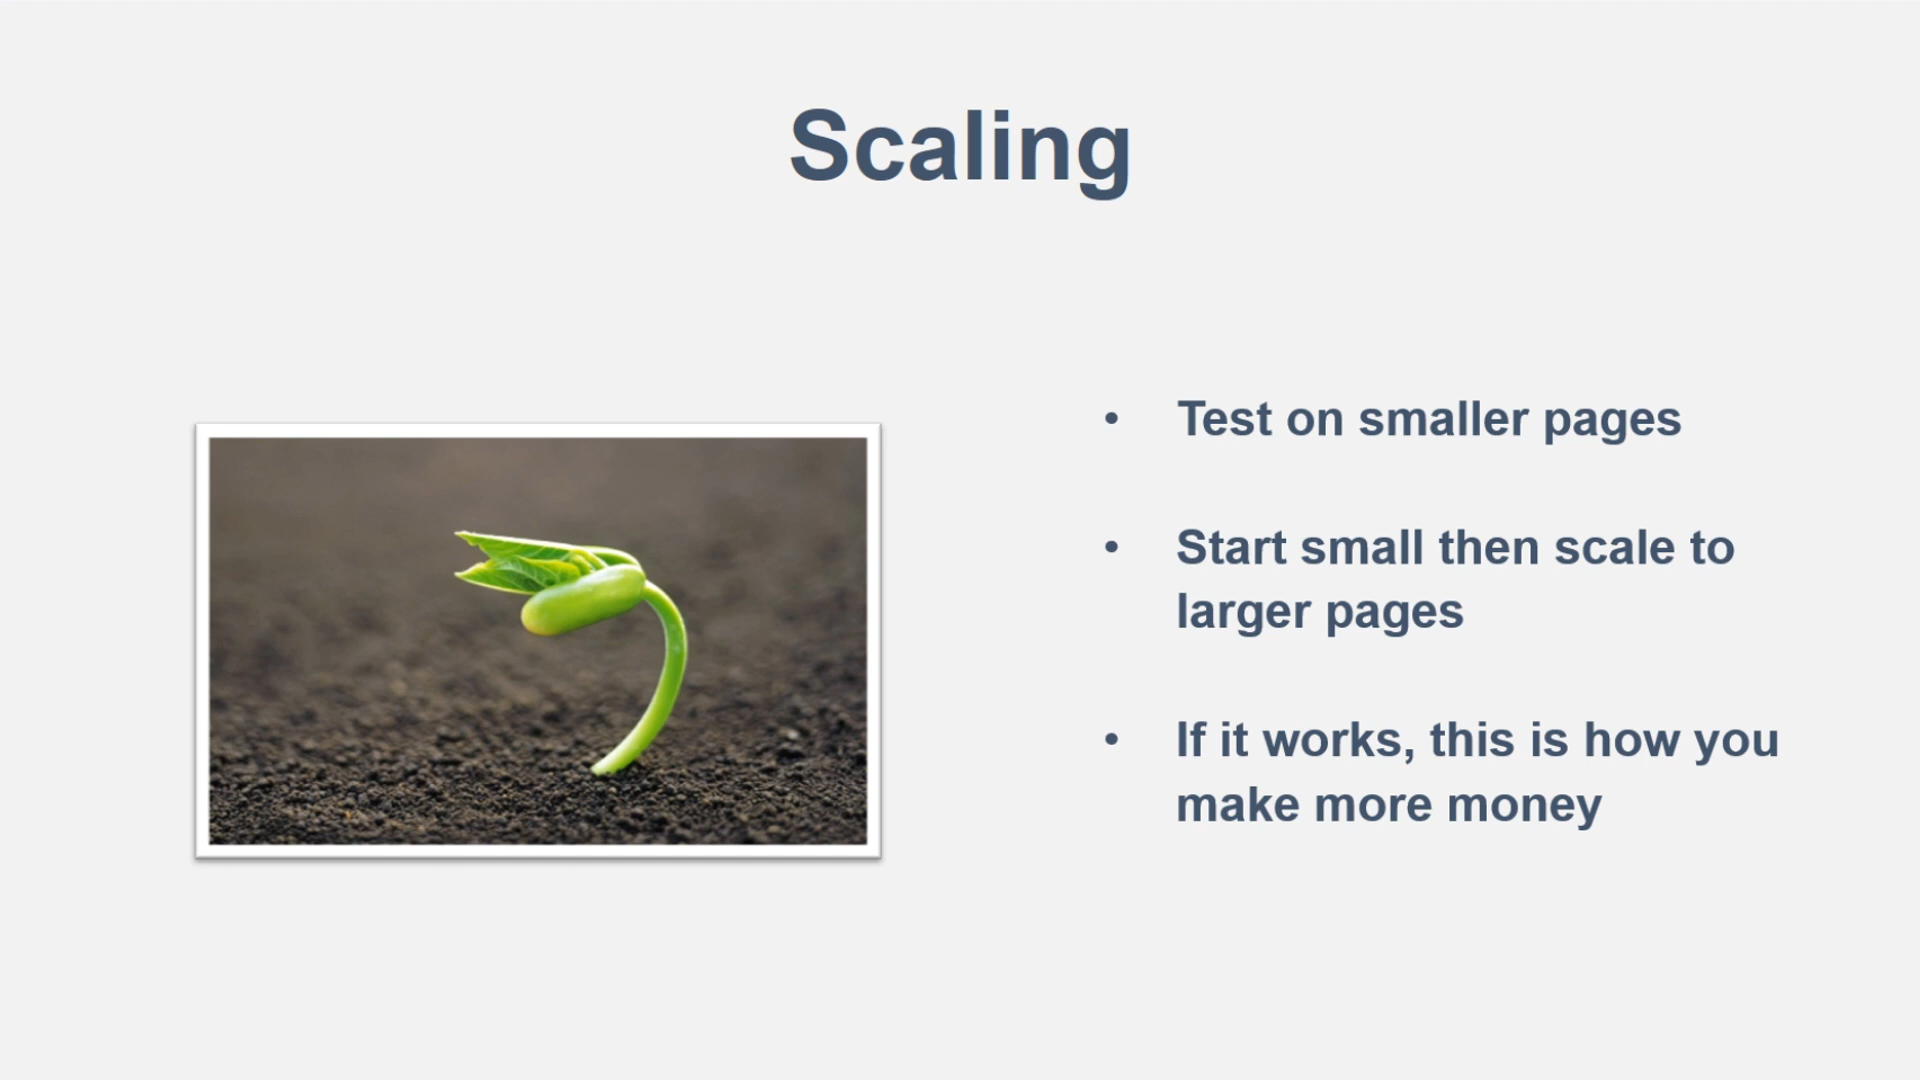 Scaling
• Test on smaller pages
• Start small then scale to
larger pages
• If it works, this is how you
make more money